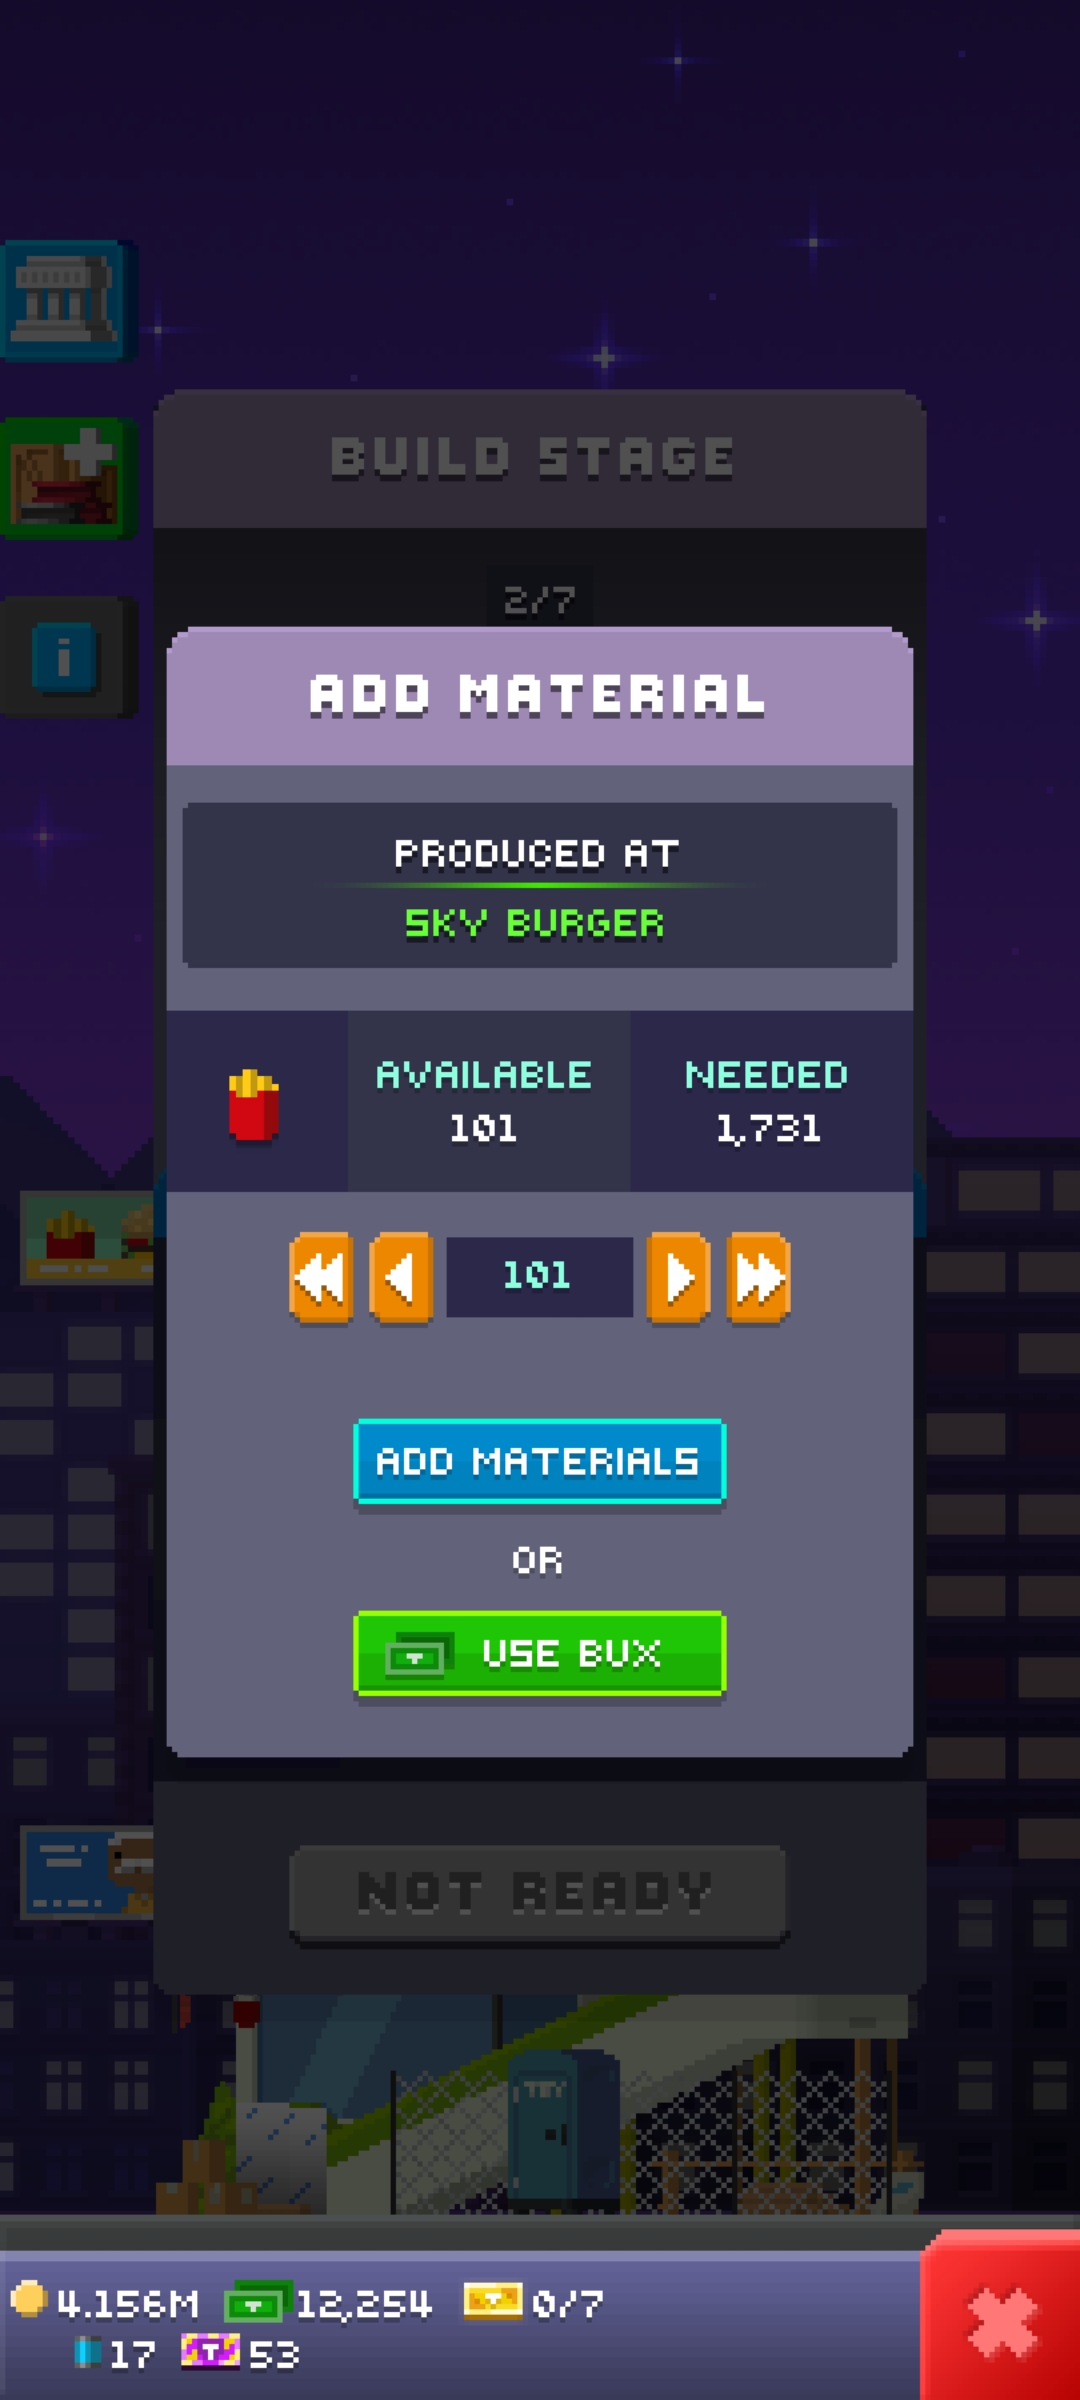 BUILD STAGE
2/7
ADD MATERIAL
PRODUCED AT
SKY BURGER
AVAILABLE
101
NEEDED
1,731
101
ADD MATERIALS
OR
USE BUX
NOT READY
TBT
4.156M
12,254
0/7
17
53